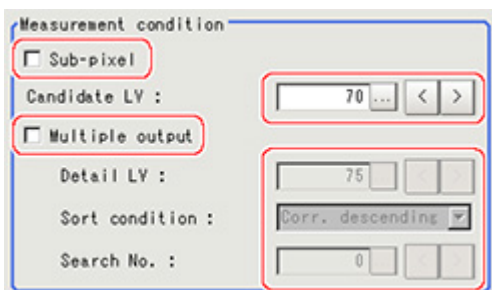 Measurement condition
Sub-pixel
Candidate LV : 70 ... < >
Multiple output
Detail LV : 75
Sort condition : Corr. descending
Search No. : 0